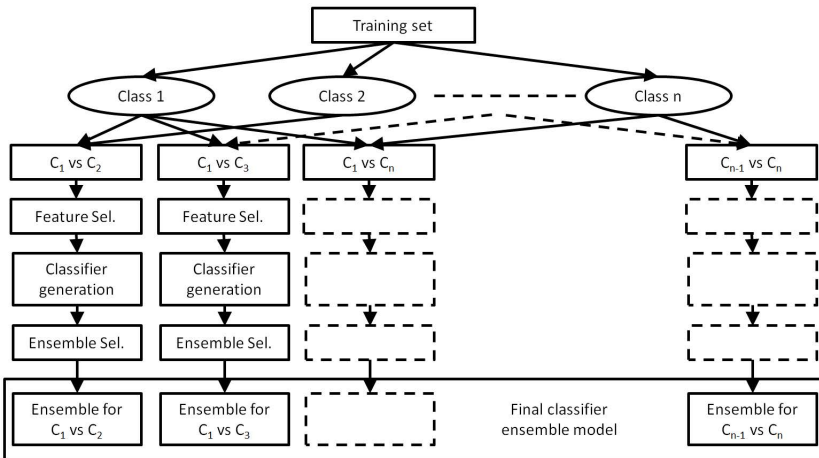 Training set
Class 1
Class 2
Class n
C₁ vs C₂
C₁ vs C₃
C₁ vs Cₙ
Cₙ₋₁ vs Cₙ
Feature Sel.
Feature Sel.
Classifier
generation
Classifier
generation
Ensemble Sel.
Ensemble Sel.
Ensemble for
C₁ vs C₂
Ensemble for
C₁ vs C₃
Final classifier
ensemble model
Ensemble for
Cₙ₋₁ vs Cₙ